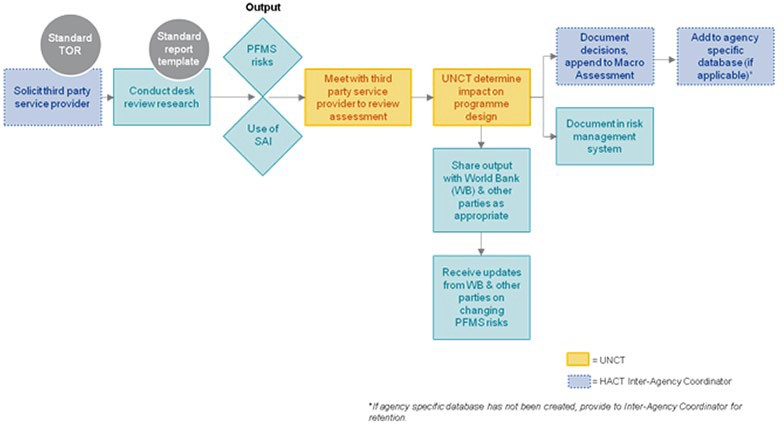 Output
Standard
TOR
Standard
report
template
PFMS
risks
Solicit third party
service provider
Conduct desk
review research
Use of
SAI
Meet with third
party service
provider to review
assessment
UNCT determine
impact on
programme
design
Document
decisions,
append to Macro
Assessment
Add to agency
specific
database (if
applicable)*
Document in risk
management
system
Share output
with World Bank
(WB) & other
parties as
appropriate
Receive updates
from WB & other
parties on
changing
PFMS risks
= UNCT
= HACT Inter-Agency Coordinator
*If agency specific database has not been created, provide to Inter-Agency Coordinator for
retention.